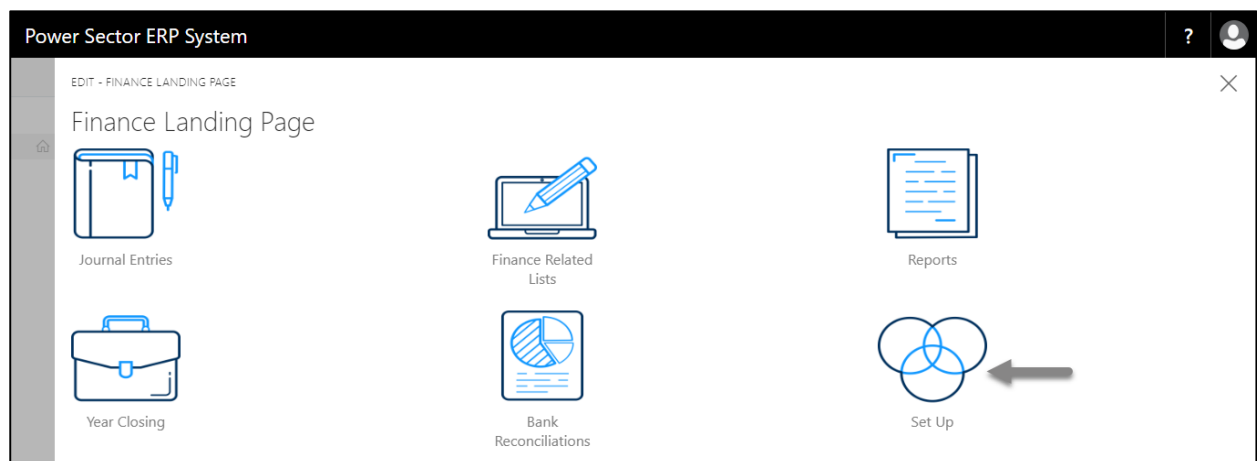 Power Sector ERP System
?
EDIT - FINANCE LANDING PAGE
Finance Landing Page
Journal Entries
Finance Related
Lists
Reports
Year Closing
Bank
Reconciliations
Set Up